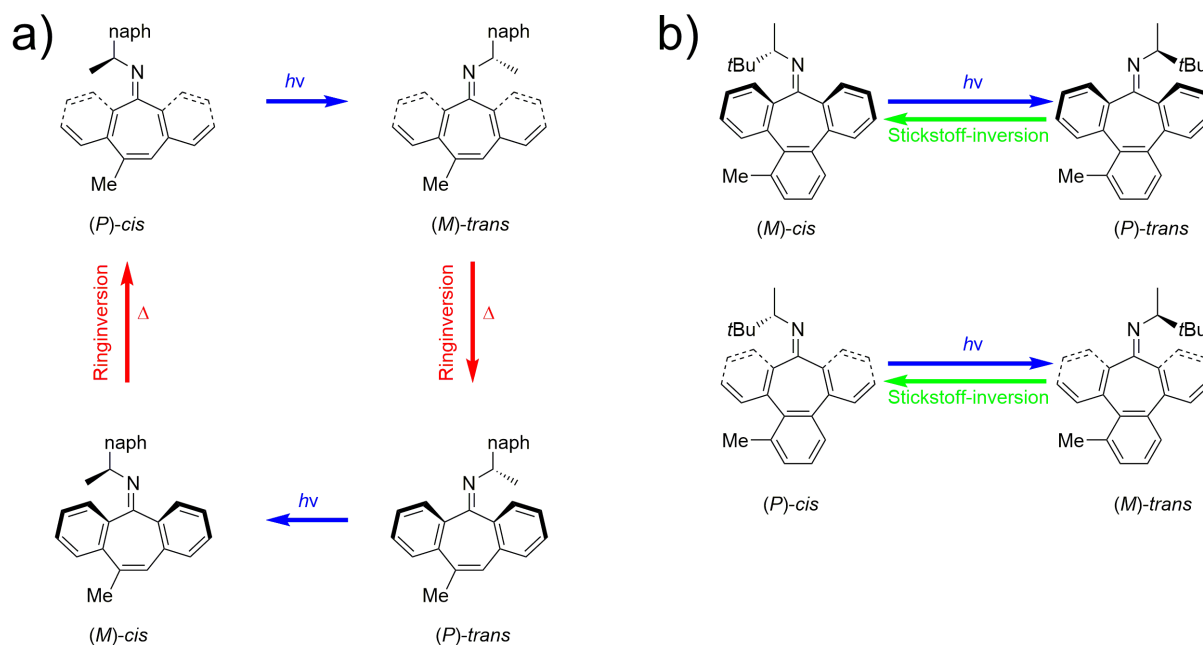 a)
naph
N
Me
(P)-cis
hν
naph
N
Me
(M)-trans
Ringinversion
Δ
Ringinversion
Δ
naph
N
Me
(M)-cis
hν
naph
N
Me
(P)-trans
b)
tBu
N
Me
(M)-cis
hν
Stickstoff-inversion
N
tBu
Me
(P)-trans
tBu
N
Me
(P)-cis
hν
Stickstoff-inversion
N
tBu
Me
(M)-trans